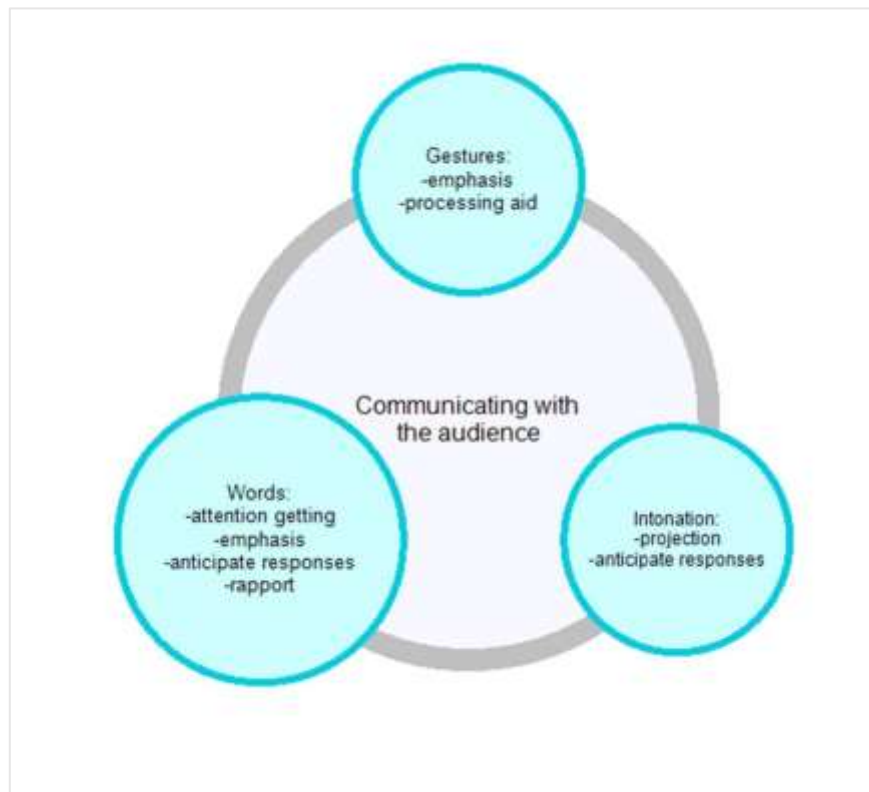 Gestures:
-emphasis
-processing aid
Communicating with
the audience
Words:
-attention getting
-emphasis
-anticipate responses
-rapport
Intonation:
-projection
-anticipate responses